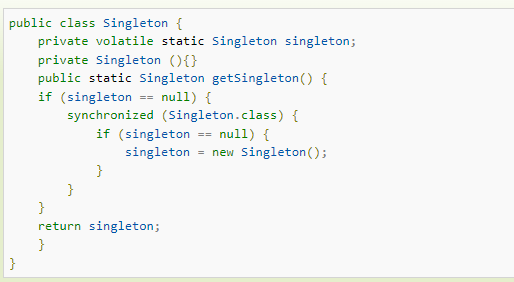 public class Singleton {
    private volatile static Singleton singleton;
    private Singleton (){}
    public static Singleton getSingleton() {
    if (singleton == null) {
        synchronized (Singleton.class) {
            if (singleton == null) {
                singleton = new Singleton();
            }
        }
    }
    return singleton;
    }
}